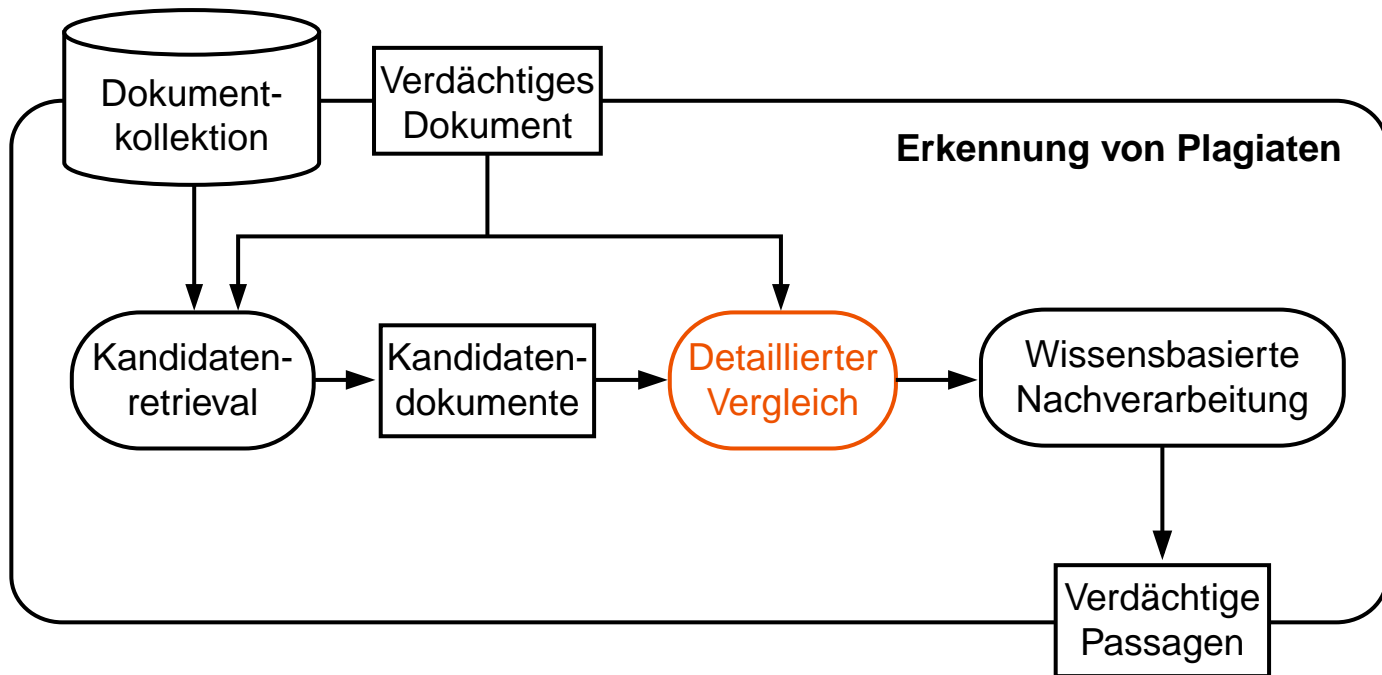 Dokument-
kollektion
Verdächtiges
Dokument
Erkennung von Plagiaten
Kandidaten-
retrieval
Kandidaten-
dokumente
Detaillierter
Vergleich
Wissensbasierte
Nachverarbeitung
Verdächtige
Passagen